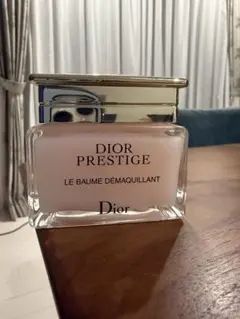 DIOR
PRESTIGE
LE BAUME DÉMAQUILLANT
Dior